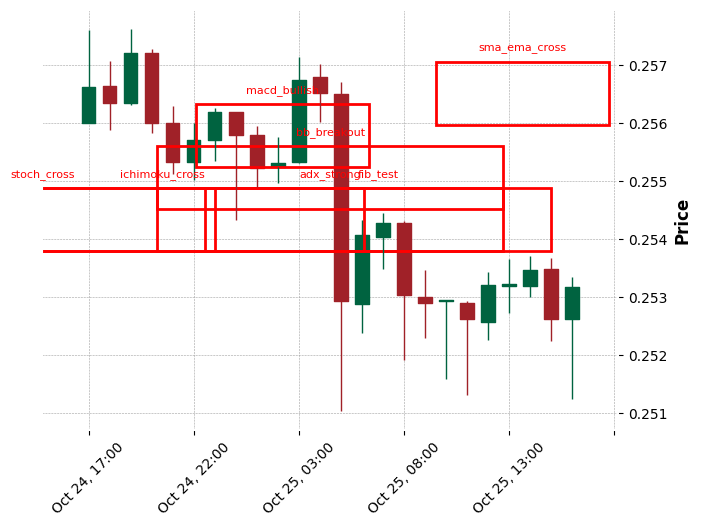 sma_ema_cross
0.257
macd_bullish
0.256
bb_breakout
stoch_cross
ichimoku_cross
adx_strong
fib_test
0.255
0.254
0.253
0.252
0.251
Price
Oct 24, 17:00
Oct 24, 22:00
Oct 25, 03:00
Oct 25, 08:00
Oct 25, 13:00